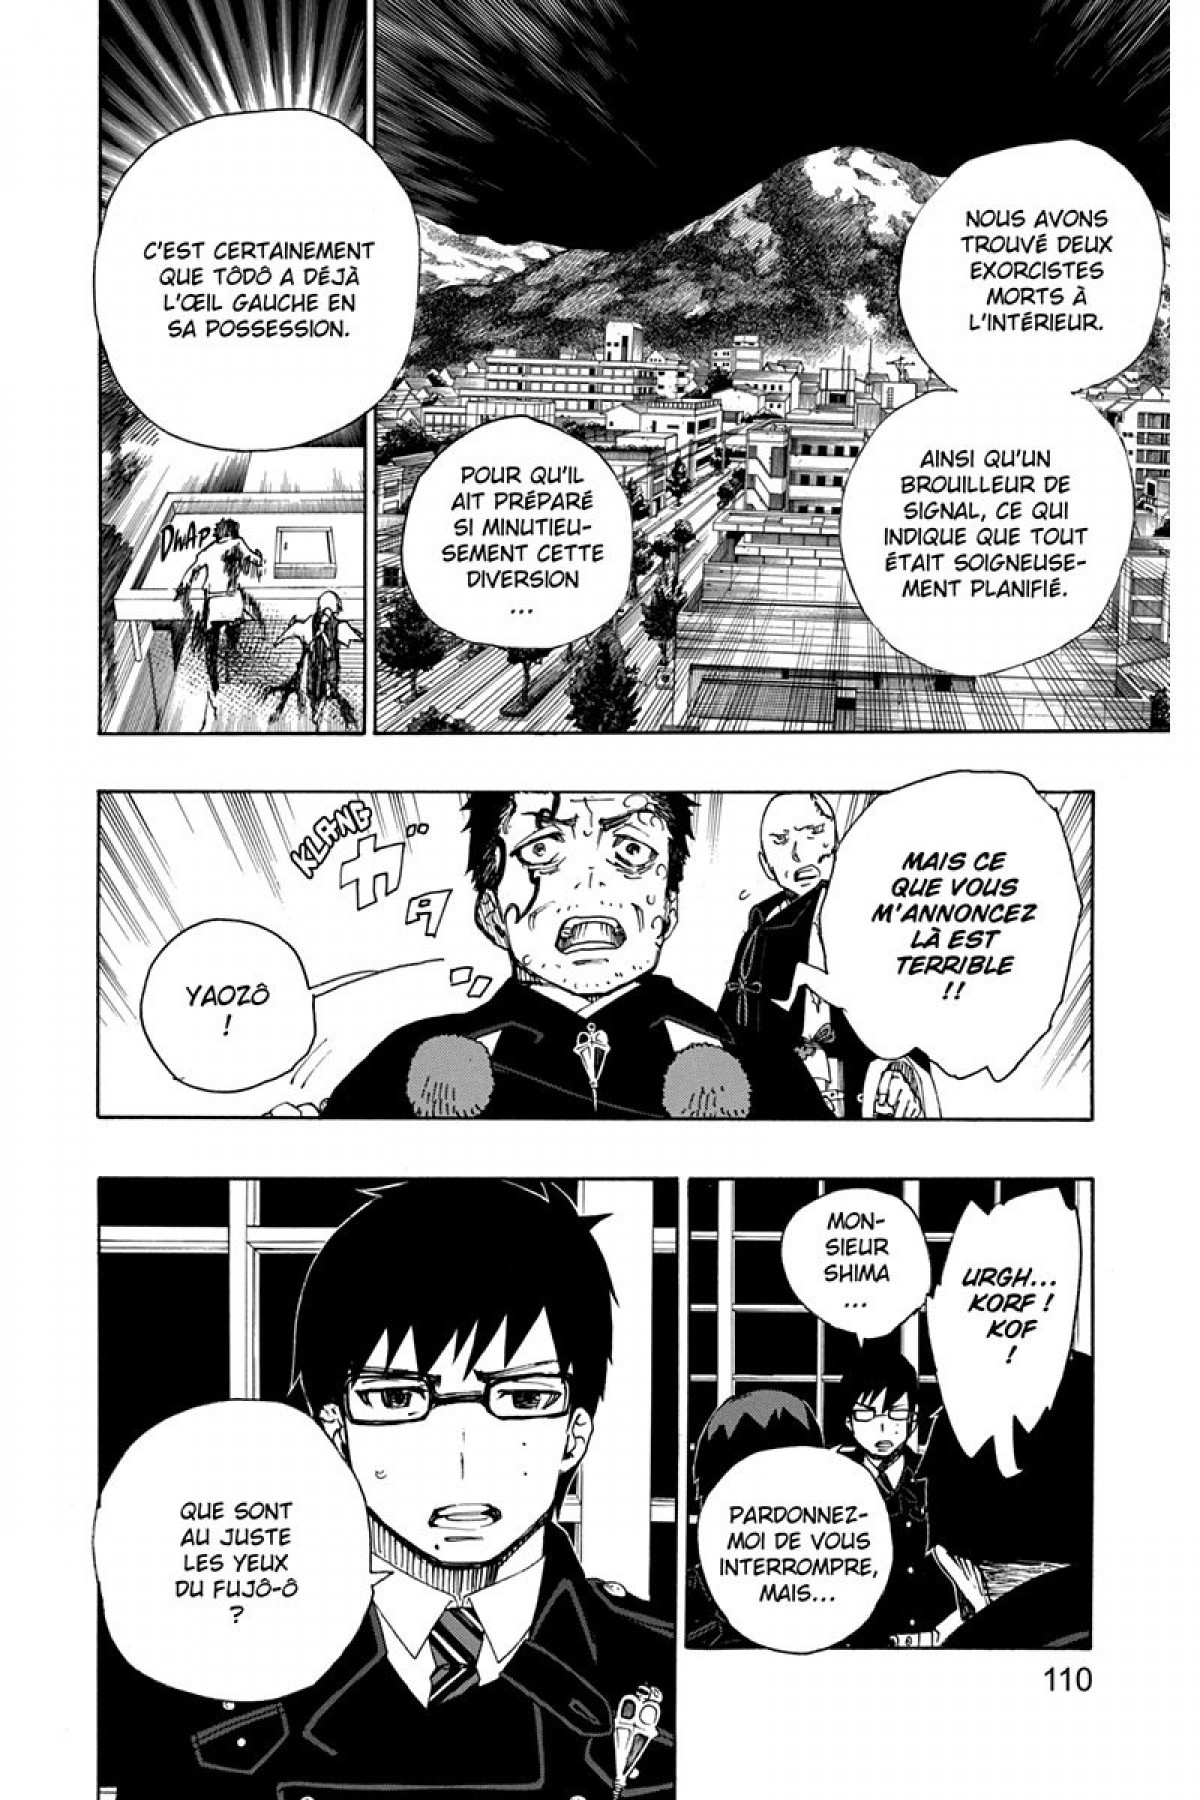 NOUS AVONS
TROUVÉ DEUX
EXORCISTES
MORTS À
L'INTÉRIEUR.
AINSI QU'UN
BROUILLEUR DE
SIGNAL, CE QUI
INDIQUE QUE TOUT
ÉTAIT SOIGNEUSE-
MENT PLANIFIÉ.
POUR QU'IL
AIT PRÉPARÉ
SI MINUTIEU-
SEMENT CETTE
DIVERSION
...
C'EST CERTAINEMENT
QUE TÔDÔ A DÉJÀ
L'ŒIL GAUCHE EN
SA POSSESSION.
DWAP
MAIS CE
QUE VOUS
M'ANNONCEZ
LÀ EST
TERRIBLE
!!
KLANG
ガタ
YAOZÔ
!
URGH...
KORF !
KOF
!
MON-
SIEUR
SHIMA
...
PARDONNEZ-
MOI DE VOUS
INTERROMPRE,
MAIS...
QUE SONT
AU JUSTE
LES YEUX
DU FUJÔ-Ô
?
110